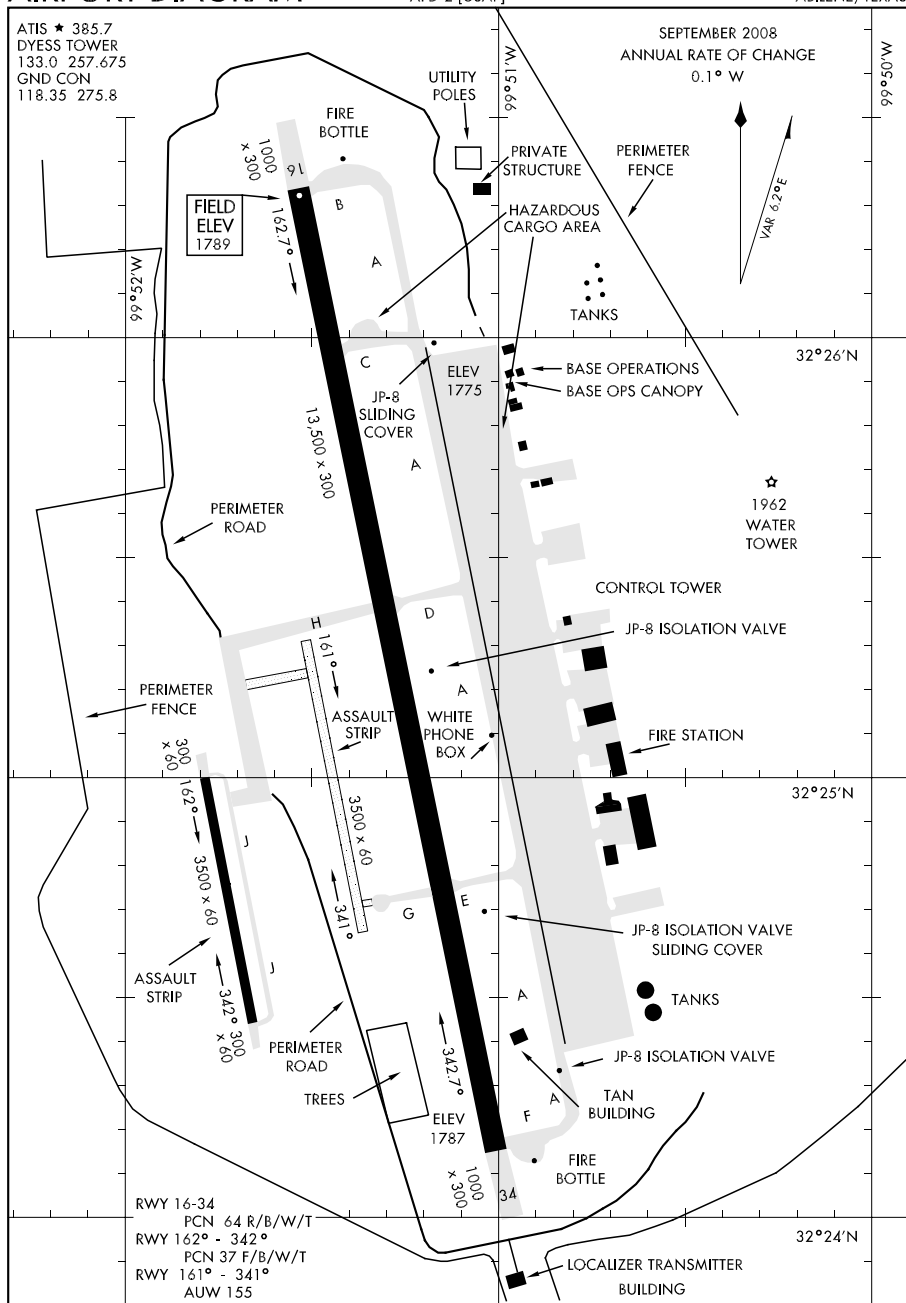 ATIS ★ 385.7
DYESS TOWER
133.0 257.675
GND CON
118.35 275.8
SEPTEMBER 2008
ANNUAL RATE OF CHANGE
0.1° W
VAR 6.2°E
99°52'W
99°51'W
99°50'W
UTILITY
POLES
FIRE
BOTTLE
PRIVATE
STRUCTURE
PERIMETER
FENCE
1000
x 300
16
FIELD
ELEV
1789
162.7°
B
A
HAZARDOUS
CARGO AREA
TANKS
32°26'N
C
JP-8
SLIDING
COVER
ELEV
1775
BASE OPERATIONS
BASE OPS CANOPY
13,500 x 300
A
PERIMETER
ROAD
1962
WATER
TOWER
CONTROL TOWER
H
D
161°
JP-8 ISOLATION VALVE
PERIMETER
FENCE
ASSAULT
STRIP
A
WHITE
PHONE
BOX
FIRE STATION
300
x 60
162°
3500 x 60
J
3500 x 60
32°25'N
341°
G
E
JP-8 ISOLATION VALVE
SLIDING COVER
ASSAULT
STRIP
J
342°
300
x 60
A
TANKS
PERIMETER
ROAD
342.7°
JP-8 ISOLATION VALVE
TREES
ELEV
1787
A
F
TAN
BUILDING
1000
x 300
34
FIRE
BOTTLE
RWY 16-34
PCN 64 R/B/W/T
RWY 162° - 342°
PCN 37 F/B/W/T
RWY 161° - 341°
AUW 155
32°24'N
LOCALIZER TRANSMITTER
BUILDING